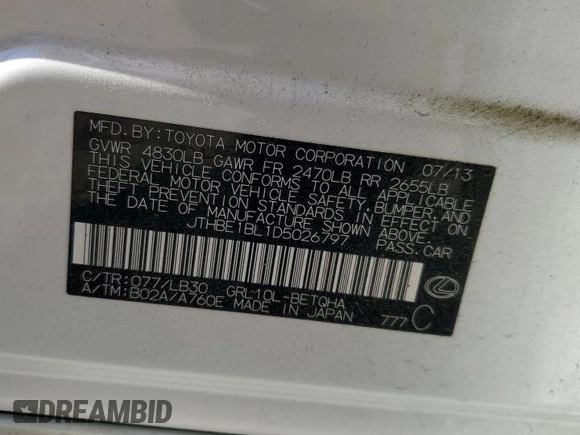 MFD. BY: TOYOTA MOTOR CORPORATION 07/13
GVWR 4830LB GAWR FR 2470LB RR 2655LB
THIS VEHICLE CONFORMS TO ALL APPLICABLE
FEDERAL MOTOR VEHICLE SAFETY, BUMPER, AND
THEFT PREVENTION STANDARDS IN EFFECT ON
THE DATE OF MANUFACTURE SHOWN ABOVE.
JTHBE1BL1D5026797 PASS.CAR
C/TR: 077/LB30 GRL10L-BETQHA
A/TM: B02A/A760E MADE IN JAPAN 777 C
DREAMBID